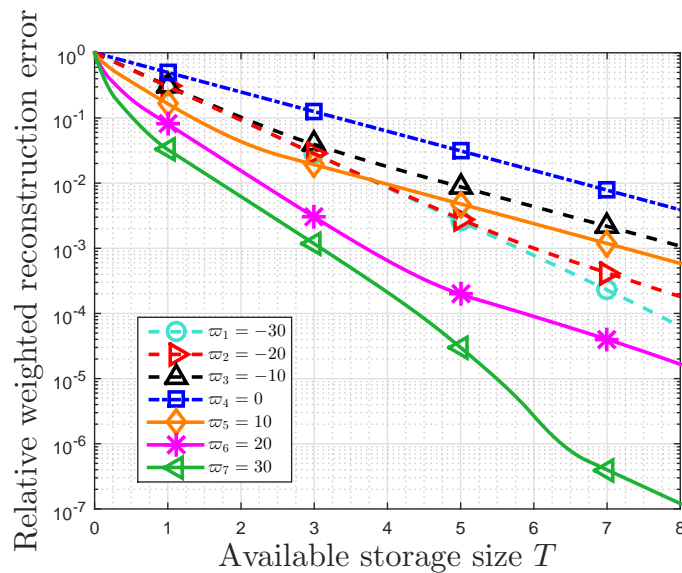 Relative weighted reconstruction error
10^0
10^-1
10^-2
10^-3
10^-4
10^-5
10^-6
10^-7
ϖ₁ = −30
ϖ₂ = −20
ϖ₃ = −10
ϖ₄ = 0
ϖ₅ = 10
ϖ₆ = 20
ϖ₇ = 30
0 1 2 3 4 5 6 7 8
Available storage size T